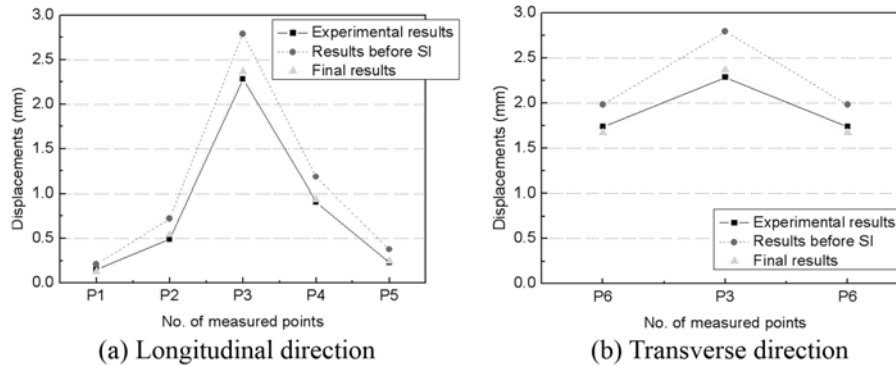 3.0
2.5
2.0
1.5
1.0
0.5
0.0
Displacements (mm)
Experimental results
Results before SI
Final results
P1 P2 P3 P4 P5
No. of measured points
(a) Longitudinal direction
3.0
2.5
2.0
1.5
1.0
0.5
0.0
Displacements (mm)
Experimental results
Results before SI
Final results
P6 P3 P6
No. of measured points
(b) Transverse direction